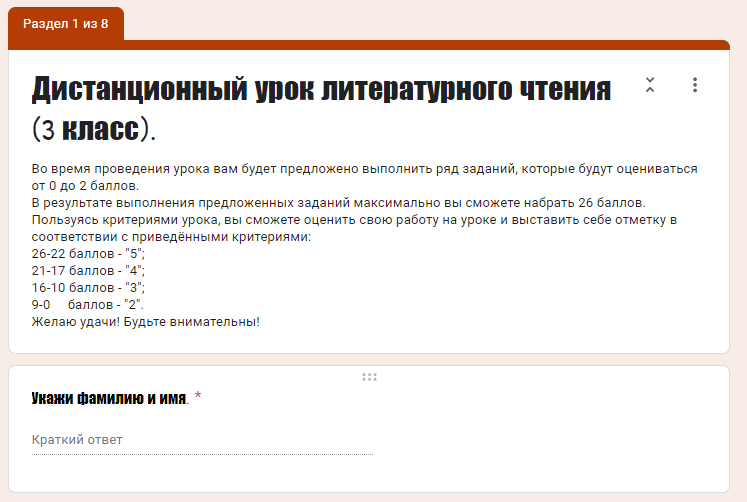 Раздел 1 из 8
Дистанционный урок литературного чтения
(3 класс).
Во время проведения урока вам будет предложено выполнить ряд заданий, которые будут оцениваться
от 0 до 2 баллов.
В результате выполнения предложенных заданий максимально вы сможете набрать 26 баллов.
Пользуясь критериями урока, вы сможете оценить свою работу на уроке и выставить себе отметку в
соответствии с приведёнными критериями:
26-22 баллов - "5";
21-17 баллов - "4";
16-10 баллов - "3";
9-0 баллов - "2".
Желаю удачи! Будьте внимательны!
Укажи фамилию и имя. *
Краткий ответ